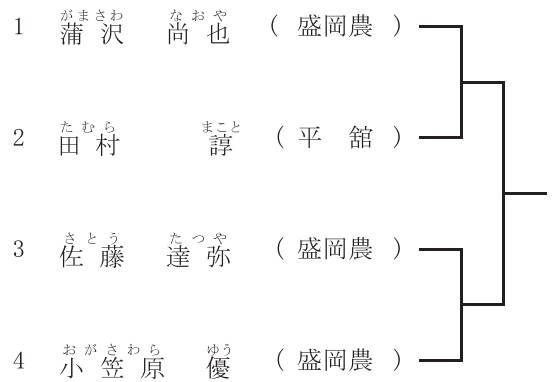 がまさわ なおや
1 蒲沢 尚也 ( 盛岡農 )
たむら まこと
2 田村 諄 ( 平舘 )
さとう たつや
3 佐藤 達弥 ( 盛岡農 )
おがさわら ゆう
4 小笠原 優 ( 盛岡農 )